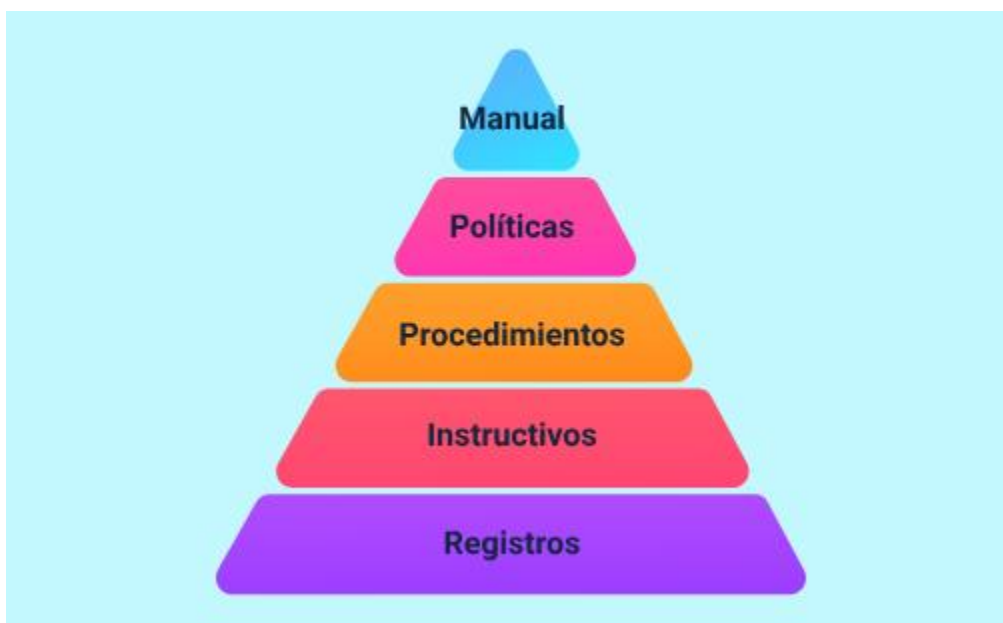 Manual
Políticas
Procedimientos
Instructivos
Registros